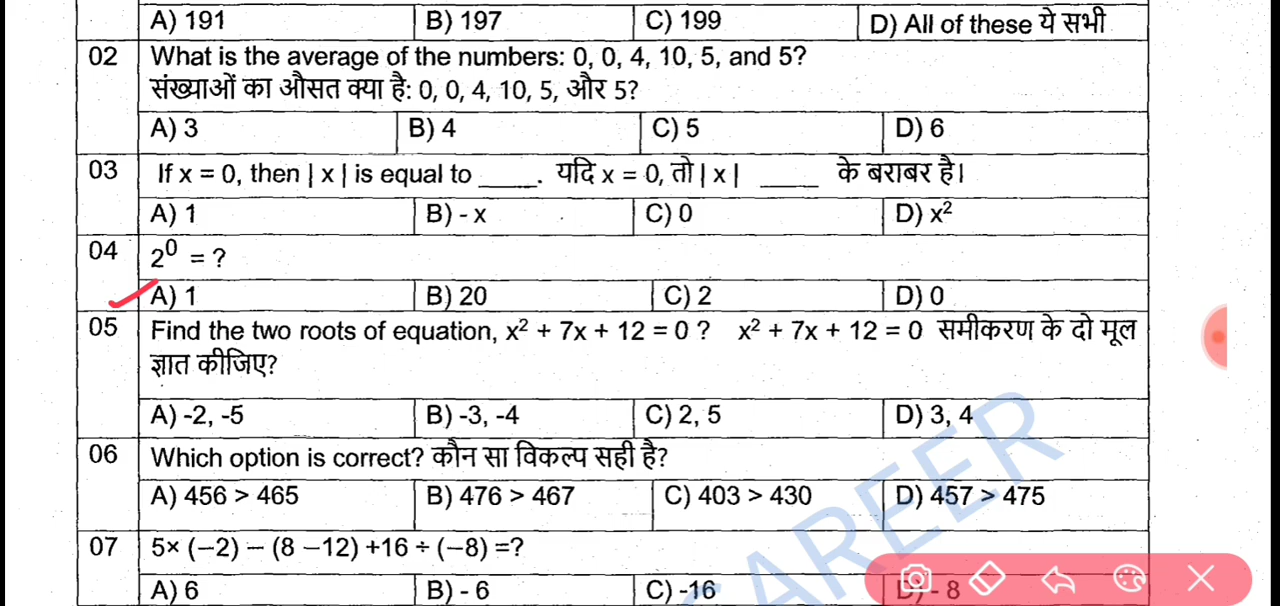 A) 191 B) 197 C) 199 D) All of these ये सभी
02 What is the average of the numbers: 0, 0, 4, 10, 5, and 5?
संख्याओं का औसत क्या है: 0, 0, 4, 10, 5, और 5?
A) 3 B) 4 C) 5 D) 6
03 If x = 0, then | x | is equal to ____. यदि x = 0, तो | x | ____ के बराबर है।
A) 1 B) - x C) 0 D) x²
04 2⁰ = ?
A) 1 B) 20 C) 2 D) 0
05 Find the two roots of equation, x² + 7x + 12 = 0 ? x² + 7x + 12 = 0 समीकरण के दो मूल
ज्ञात कीजिए?
A) -2, -5 B) -3, -4 C) 2, 5 D) 3, 4
06 Which option is correct? कौन सा विकल्प सही है?
A) 456 > 465 B) 476 > 467 C) 403 > 430 D) 457 > 475
07 5× (−2) − (8 −12) +16 ÷ (−8) =?
A) 6 B) - 6 C) -16 D) - 8
CAREER